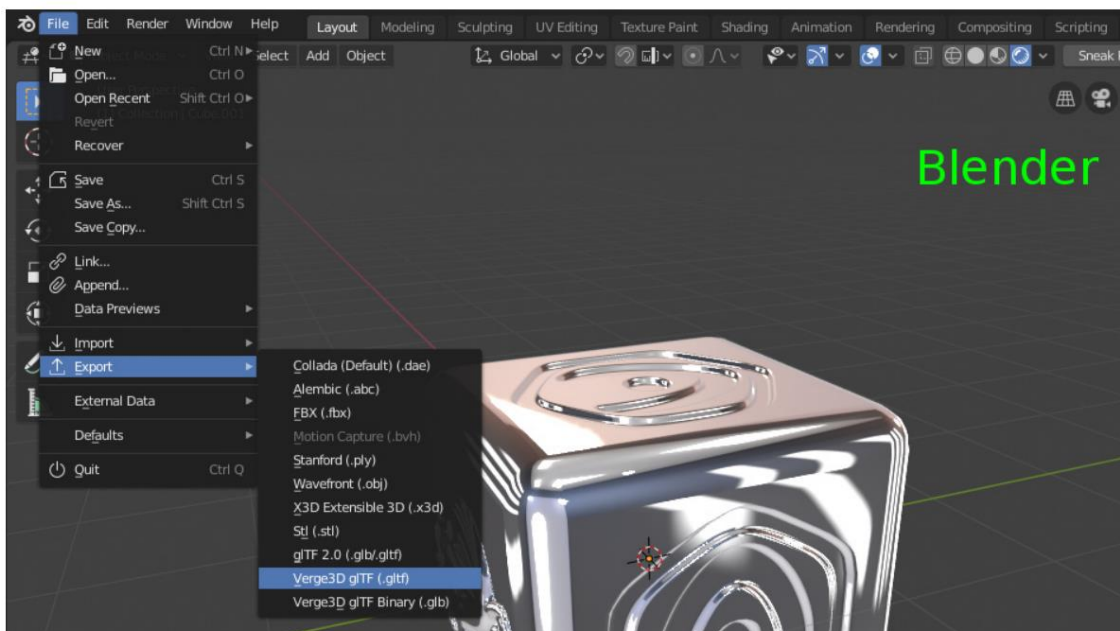 File Edit Render Window Help Layout Modeling Sculpting UV Editing Texture Paint Shading Animation Rendering Compositing Scripting
Select Add Object Global Sneak
New Ctrl N
Open... Ctrl O
Open Recent Shift Ctrl O
Revert
Recover
Save Ctrl S
Save As... Shift Ctrl S
Save Copy...
Link...
Append...
Data Previews
Import
Export
External Data
Defaults
Quit Ctrl Q
Collada (Default) (.dae)
Alembic (.abc)
FBX (.fbx)
Motion Capture (.bvh)
Stanford (.ply)
Wavefront (.obj)
X3D Extensible 3D (.x3d)
Stl (.stl)
glTF 2.0 (.glb/.gltf)
Verge3D glTF (.gltf)
Verge3D glTF Binary (.glb)
Blender